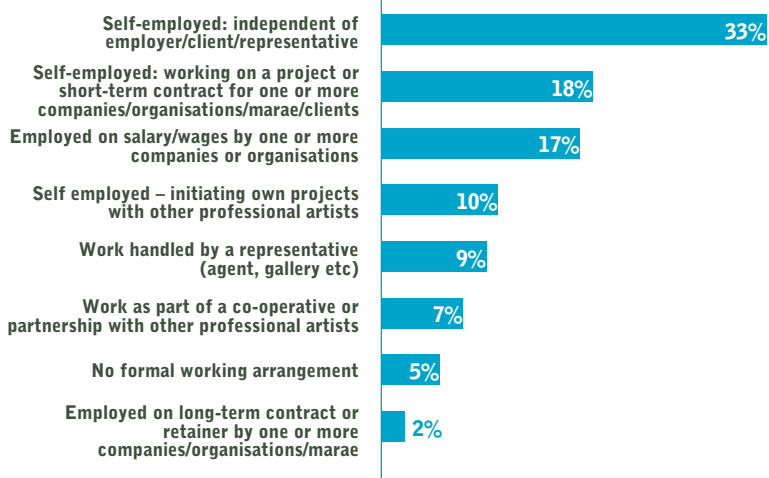 Self-employed: independent of
employer/client/representative
33%
Self-employed: working on a project or
short-term contract for one or more
companies/organisations/marae/clients
18%
Employed on salary/wages by one or more
companies or organisations
17%
Self employed – initiating own projects
with other professional artists
10%
Work handled by a representative
(agent, gallery etc)
9%
Work as part of a co-operative or
partnership with other professional artists
7%
No formal working arrangement
5%
Employed on long-term contract or
retainer by one or more
companies/organisations/marae
2%